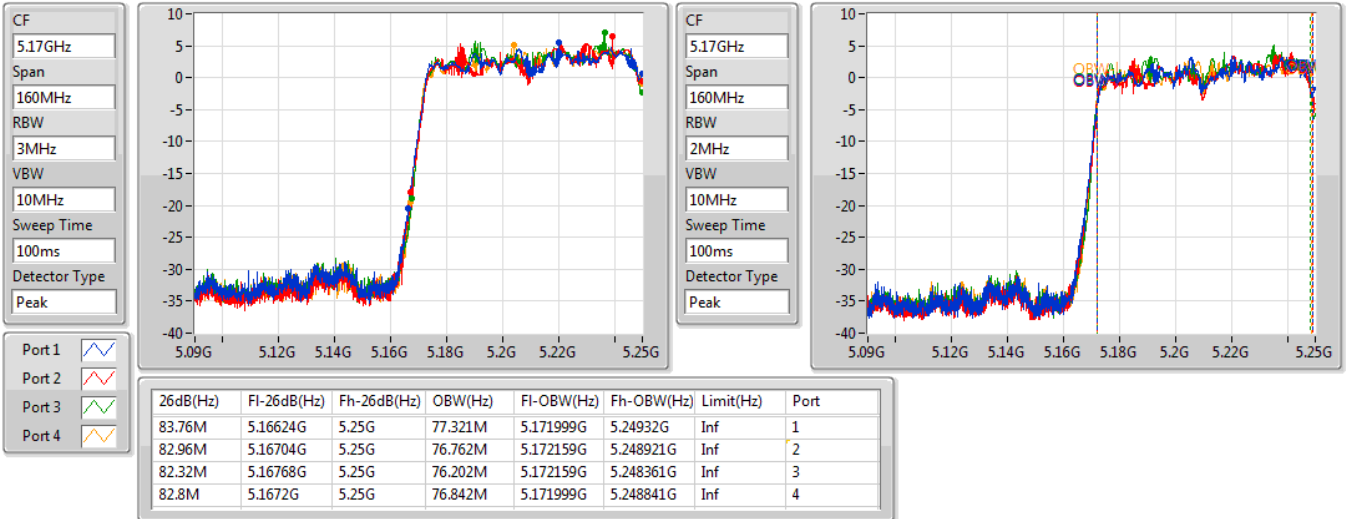 CF
5.17GHz
Span
160MHz
RBW
3MHz
VBW
10MHz
Sweep Time
100ms
Detector Type
Peak
10
5
0
-5
-10
-15
-20
-25
-30
-35
-40
5.09G 5.12G 5.14G 5.16G 5.18G 5.2G 5.22G 5.25G
CF
5.17GHz
Span
160MHz
RBW
2MHz
VBW
10MHz
Sweep Time
100ms
Detector Type
Peak
10
5
0
-5
-10
-15
-20
-25
-30
-35
-40
OBW
OBW
5.09G 5.12G 5.14G 5.16G 5.18G 5.2G 5.22G 5.25G
Port 1
Port 2
Port 3
Port 4
26dB(Hz) Fl-26dB(Hz) Fh-26dB(Hz) OBW(Hz) Fl-OBW(Hz) Fh-OBW(Hz) Limit(Hz) Port
83.76M 5.16624G 5.25G 77.321M 5.171999G 5.24932G Inf 1
82.96M 5.16704G 5.25G 76.762M 5.172159G 5.248921G Inf 2
82.32M 5.16768G 5.25G 76.202M 5.172159G 5.248361G Inf 3
82.8M 5.1672G 5.25G 76.842M 5.171999G 5.248841G Inf 4